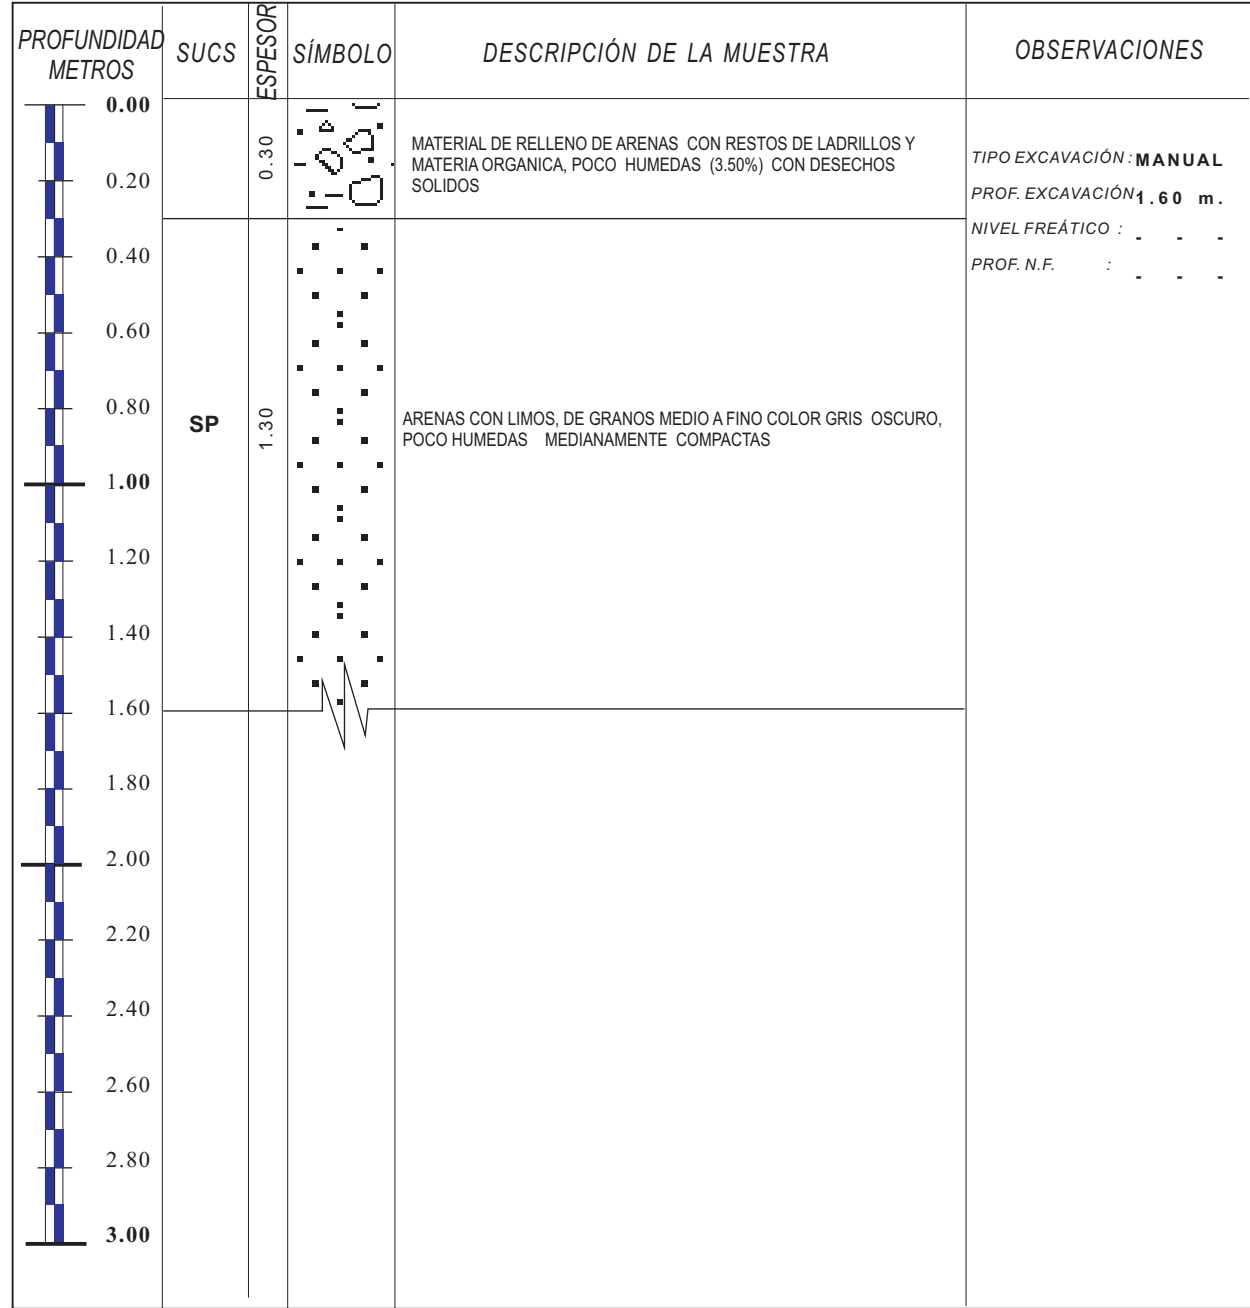 PROFUNDIDAD
METROS
SUCS
ESPESOR
SÍMBOLO
DESCRIPCIÓN DE LA MUESTRA
OBSERVACIONES
0.00
0.20
0.40
0.60
0.80
1.00
1.20
1.40
1.60
1.80
2.00
2.20
2.40
2.60
2.80
3.00
0.30
MATERIAL DE RELLENO DE ARENAS CON RESTOS DE LADRILLOS Y
MATERIA ORGANICA, POCO HUMEDAS (3.50%) CON DESECHOS
SOLIDOS
SP
1.30
ARENAS CON LIMOS, DE GRANOS MEDIO A FINO COLOR GRIS OSCURO,
POCO HUMEDAS MEDIANAMENTE COMPACTAS
TIPO EXCAVACIÓN : MANUAL
PROF. EXCAVACIÓN 1.60 m.
NIVEL FREÁTICO : - - -
PROF. N.F. : - - -